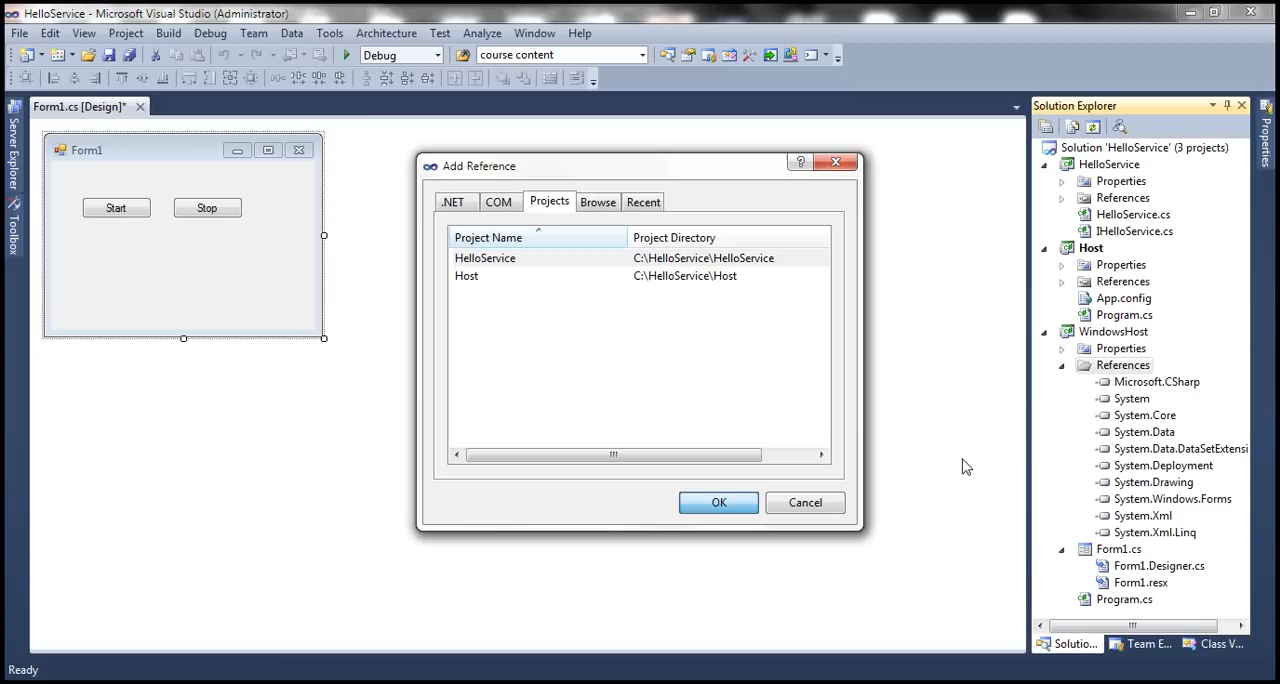 HelloService - Microsoft Visual Studio (Administrator)
File Edit View Project Build Debug Team Data Tools Architecture Test Analyze Window Help
Debug course content
Server Explorer
Toolbox
Form1.cs [Design]*
Form1
Start Stop
Add Reference
.NET COM Projects Browse Recent
Project Name Project Directory
HelloService C:\HelloService\HelloService
Host C:\HelloService\Host
OK Cancel
Solution Explorer
Solution 'HelloService' (3 projects)
HelloService
Properties
References
HelloService.cs
IHelloService.cs
Host
Properties
References
App.config
Program.cs
WindowsHost
Properties
References
Microsoft.CSharp
System
System.Core
System.Data
System.Data.DataSetExtensi
System.Deployment
System.Drawing
System.Windows.Forms
System.Xml
System.Xml.Linq
Form1.cs
Form1.Designer.cs
Form1.resx
Program.cs
Solutio... Team E... Class V...
Properties
Ready